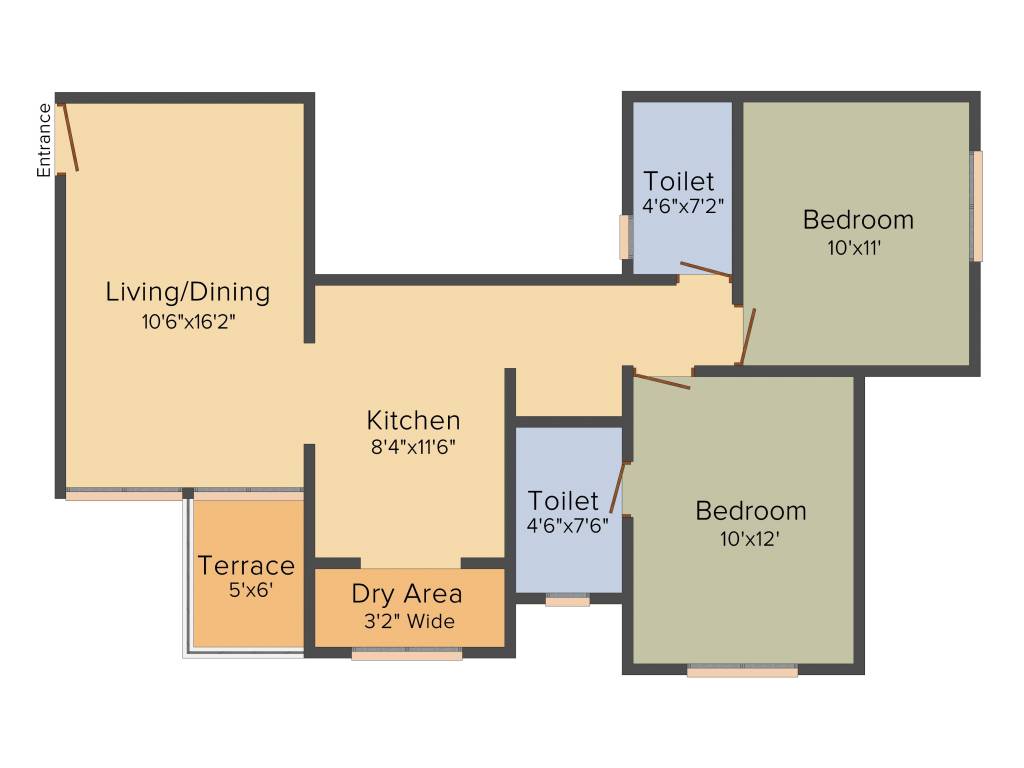 Entrance
Living/Dining
10'6"x16'2"
Toilet
4'6"x7'2"
Bedroom
10'x11'
Kitchen
8'4"x11'6"
Toilet
4'6"x7'6"
Bedroom
10'x12'
Terrace
5'x6'
Dry Area
3'2" Wide